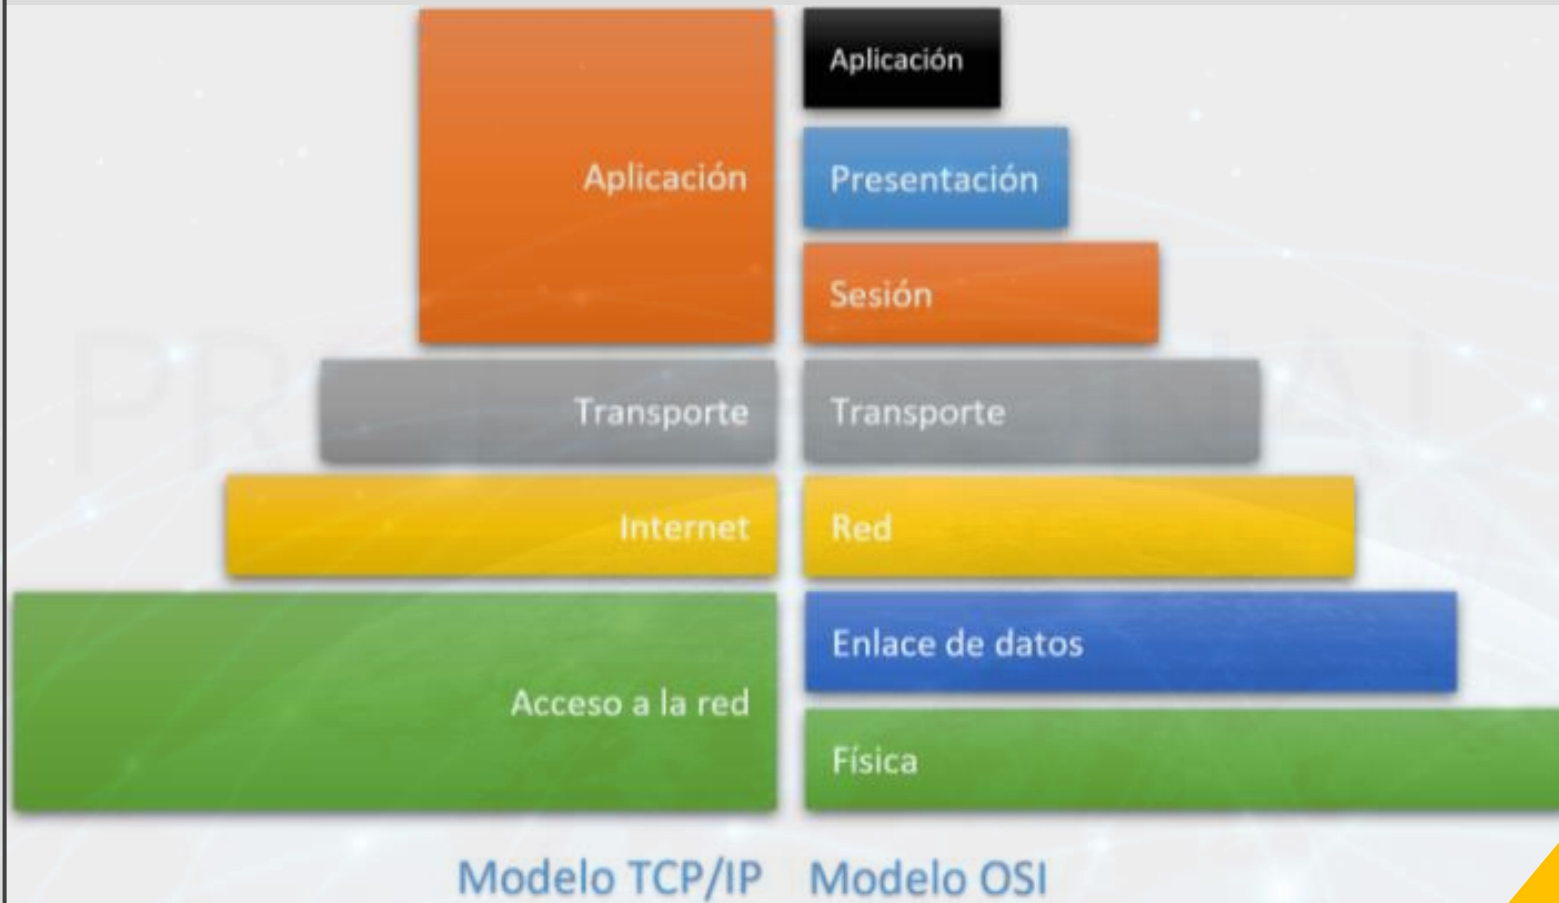 Aplicación
Aplicación
Presentación
Sesión
Transporte
Transporte
Internet
Red
Enlace de datos
Acceso a la red
Física
Modelo TCP/IP
Modelo OSI